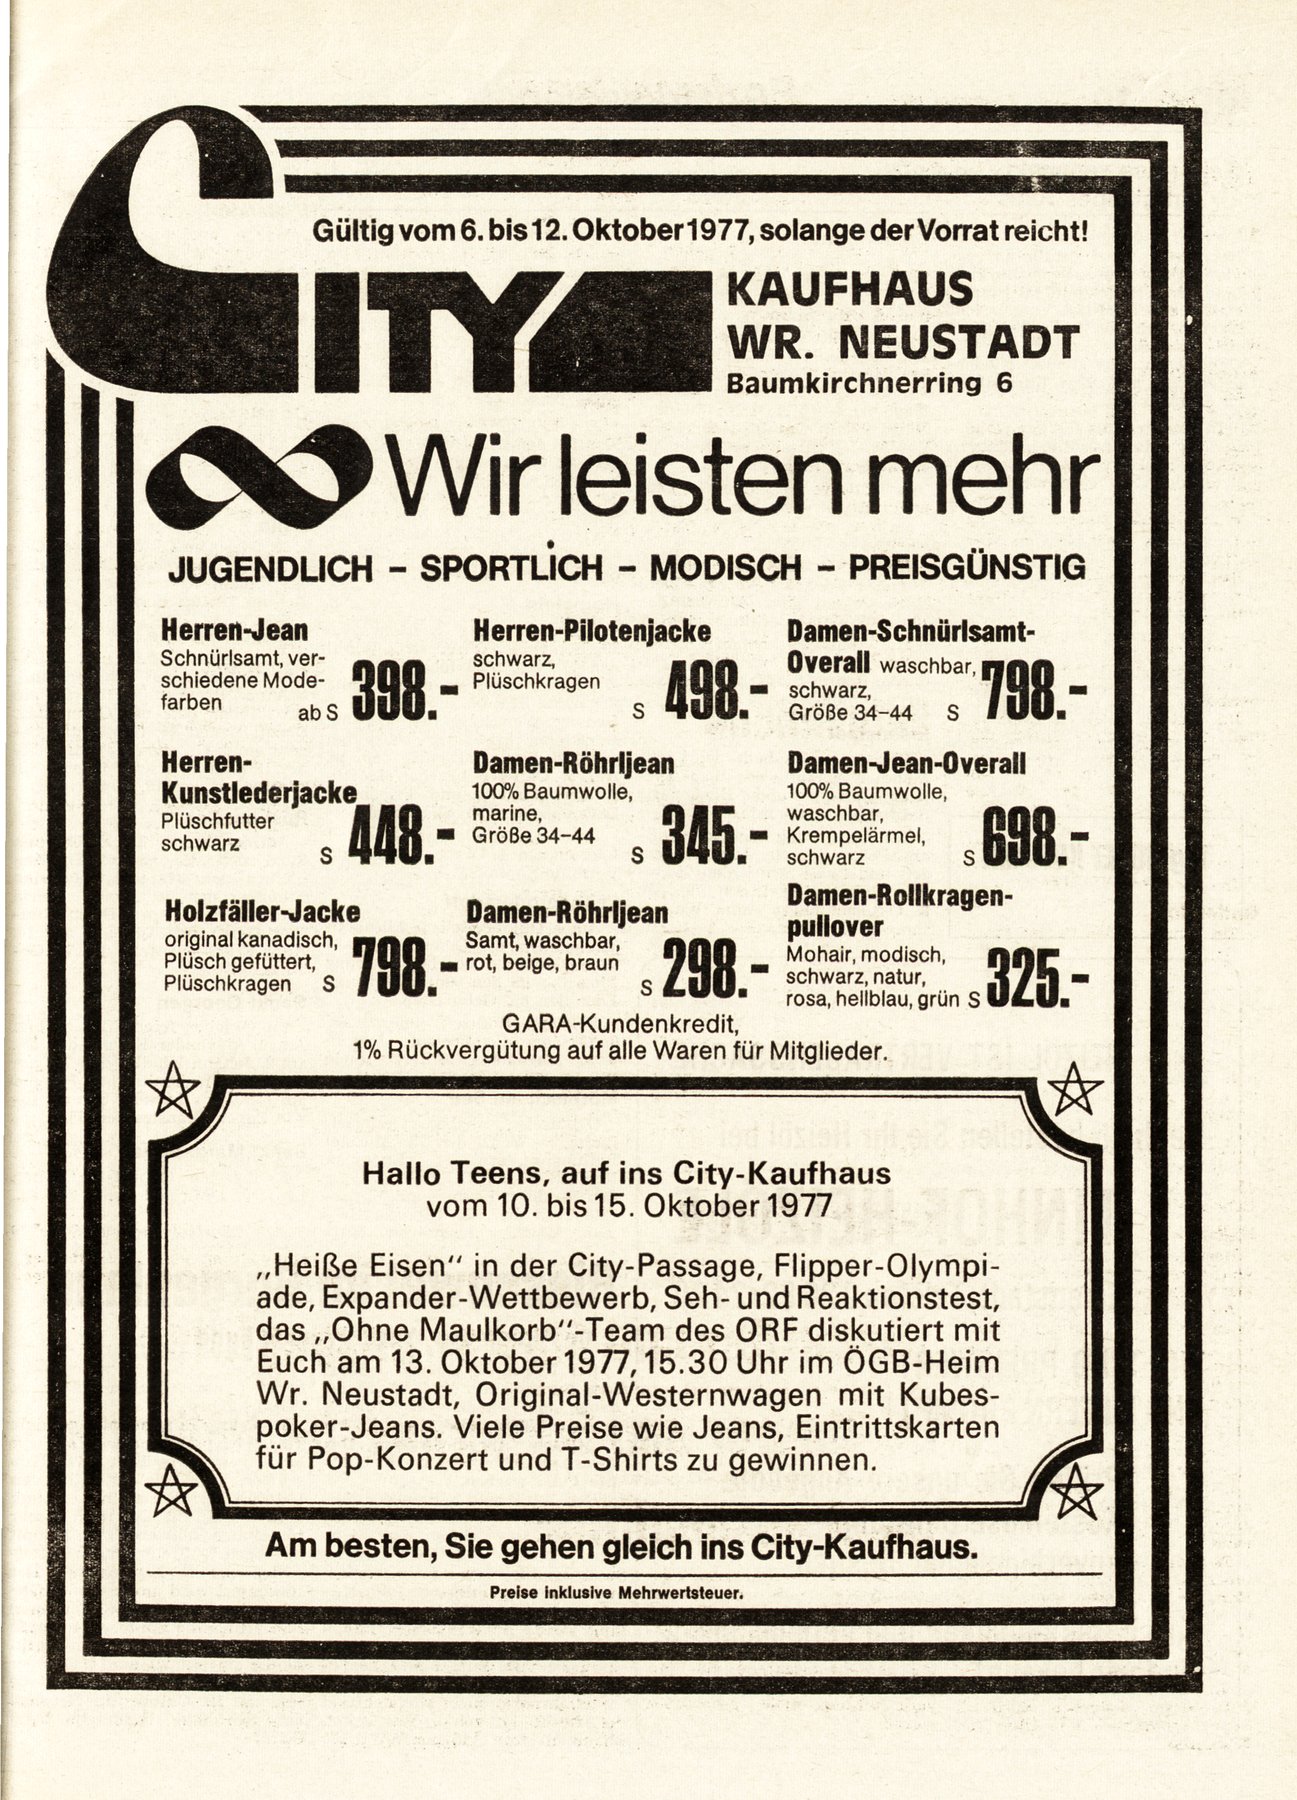 Gültig vom 6. bis 12. Oktober 1977, solange der Vorrat reicht!
CITY
KAUFHAUS
WR. NEUSTADT
Baumkirchnerring 6
Wir leisten mehr
JUGENDLICH – SPORTLICH – MODISCH – PREISGÜNSTIG
Herren-Jean
Schnürlsamt, ver-
schiedene Mode-
farben
ab S 398.-
Herren-Pilotenjacke
schwarz,
Plüschkragen
S 498.-
Damen-Schnürlsamt-
Overall waschbar,
schwarz,
Größe 34–44 S 798.-
Herren-
Kunstlederjacke
Plüschfutter
schwarz
S 448.-
Damen-Röhrljean
100% Baumwolle,
marine,
Größe 34–44
S 345.-
Damen-Jean-Overall
100% Baumwolle,
waschbar,
Krempelärmel,
schwarz S 698.-
Holzfäller-Jacke
original kanadisch,
Plüsch gefüttert,
Plüschkragen S 798.-
Damen-Röhrljean
Samt, waschbar,
rot, beige, braun
S 298.-
Damen-Rollkragen-
pullover
Mohair, modisch,
schwarz, natur,
rosa, hellblau, grün S 325.-
GARA-Kundenkredit,
1% Rückvergütung auf alle Waren für Mitglieder.
Hallo Teens, auf ins City-Kaufhaus
vom 10. bis 15. Oktober 1977
„Heiße Eisen“ in der City-Passage, Flipper-Olympi-
ade, Expander-Wettbewerb, Seh- und Reaktionstest,
das „Ohne Maulkorb“-Team des ORF diskutiert mit
Euch am 13. Oktober 1977, 15.30 Uhr im ÖGB-Heim
Wr. Neustadt, Original-Westernwagen mit Kubes-
poker-Jeans. Viele Preise wie Jeans, Eintrittskarten
für Pop-Konzert und T-Shirts zu gewinnen.
Am besten, Sie gehen gleich ins City-Kaufhaus.
Preise inklusive Mehrwertsteuer.